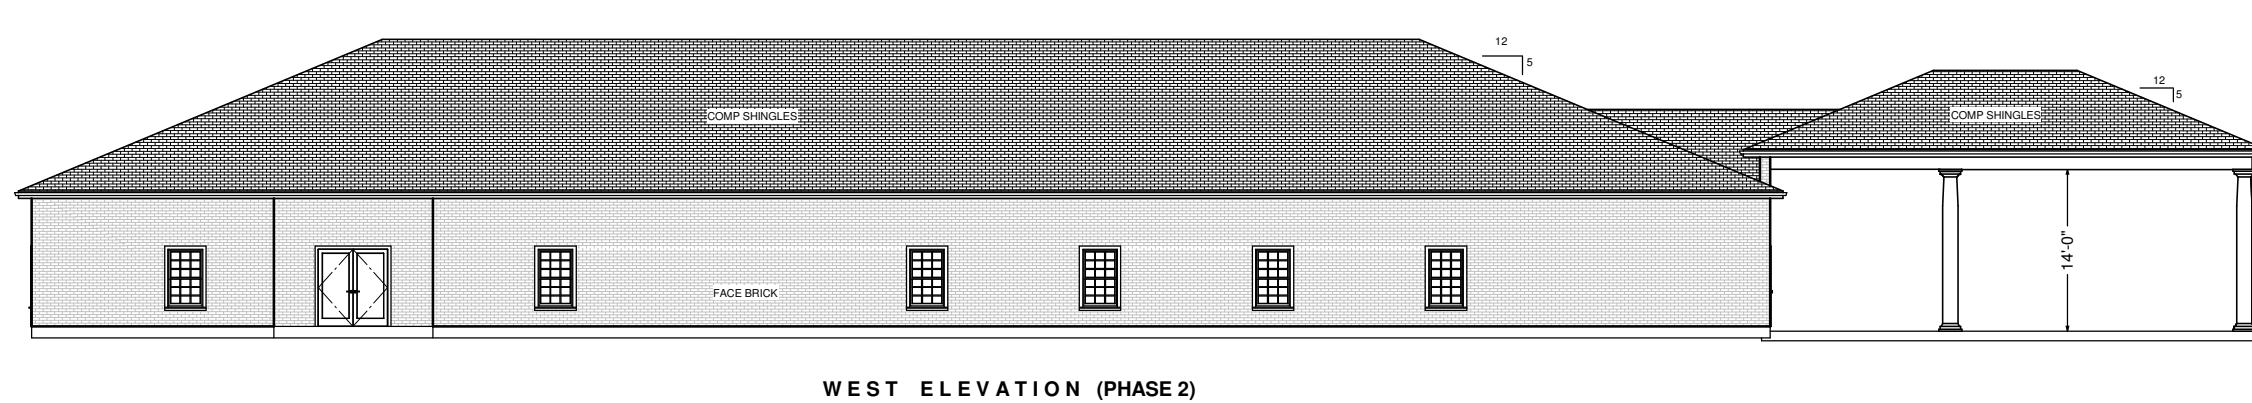 12
5
12
5
COMP SHINGLES
COMP SHINGLES
14'-0"
FACE BRICK
WEST ELEVATION (PHASE 2)